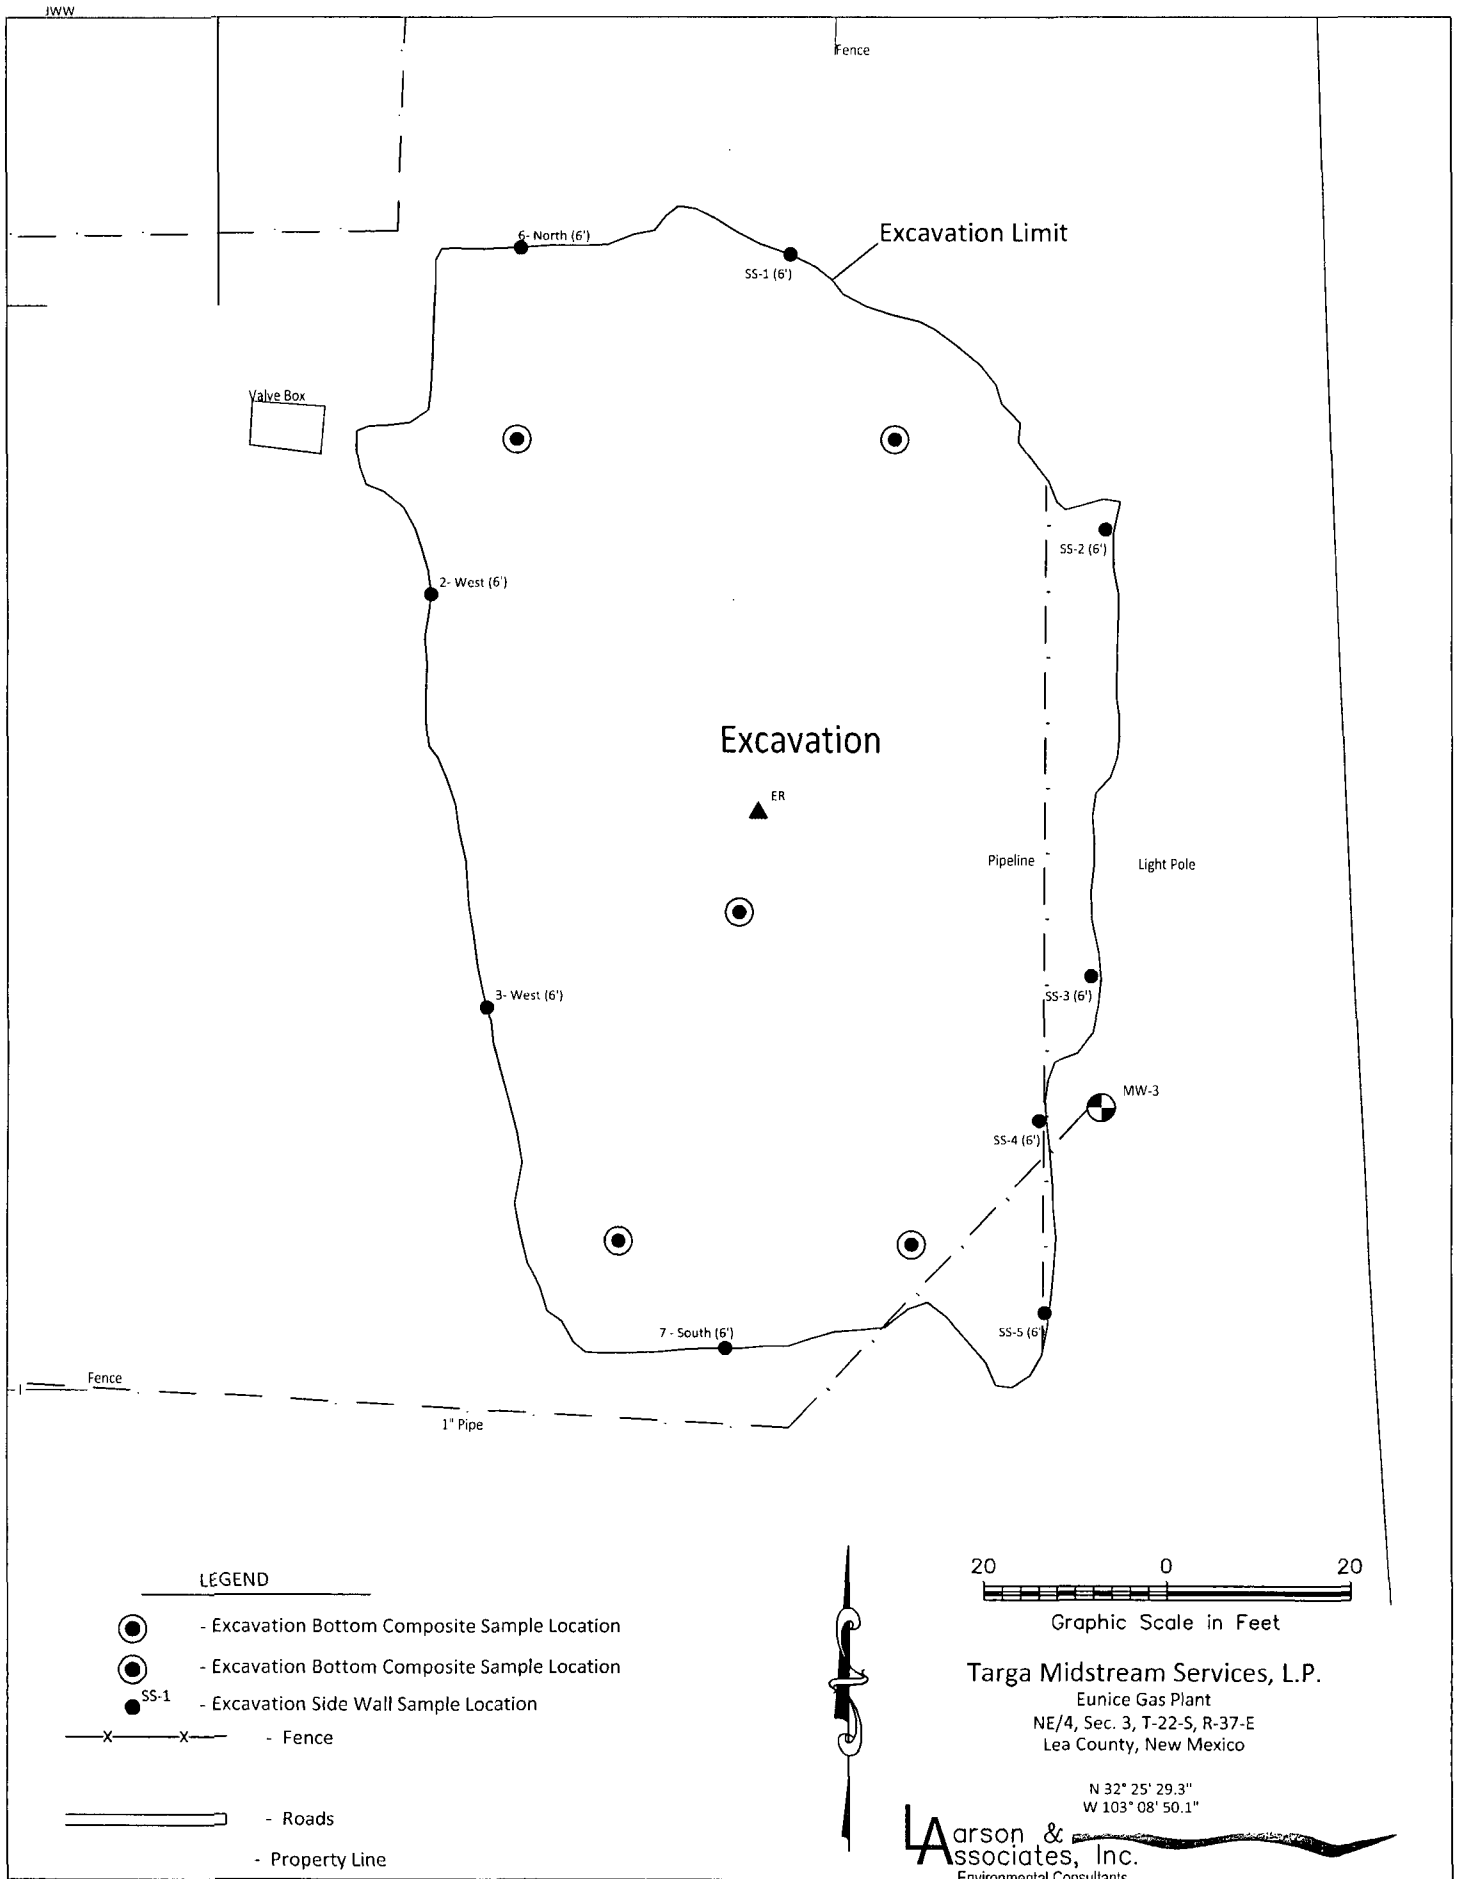 JWW
Fence
6- North (6')
Excavation Limit
SS-1 (6')
Valve Box
SS-2 (6')
2- West (6')
Excavation
ER
Pipeline
Light Pole
3- West (6')
SS-3 (6')
MW-3
SS-4 (6')
SS-5 (6'
7 - South (6')
Fence
1" Pipe
LEGEND
- Excavation Bottom Composite Sample Location
- Excavation Bottom Composite Sample Location
SS-1 - Excavation Side Wall Sample Location
X X - Fence
- Roads
- Property Line
20 0 20
Graphic Scale in Feet
Targa Midstream Services, L.P.
Eunice Gas Plant
NE/4, Sec. 3, T-22-S, R-37-E
Lea County, New Mexico
N 32° 25' 29.3"
W 103° 08' 50.1"
Larson &
Associates, Inc.
Environmental Consultants